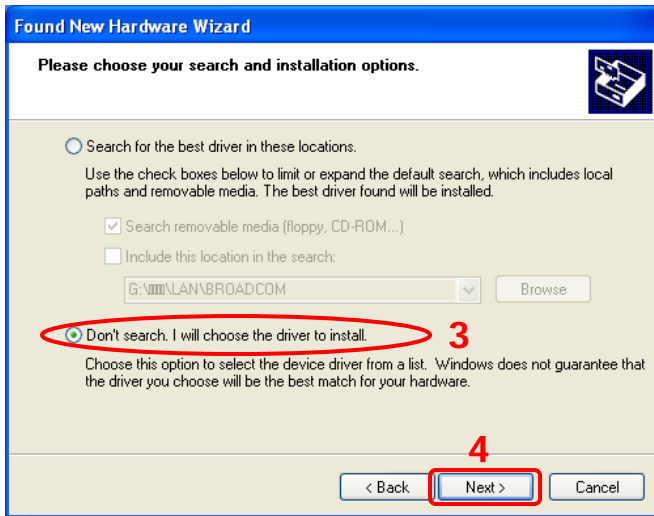 Found New Hardware Wizard
Please choose your search and installation options.
Search for the best driver in these locations.
Use the check boxes below to limit or expand the default search, which includes local
paths and removable media. The best driver found will be installed.
Search removable media (floppy, CD-ROM...)
Include this location in the search:
\LAN\BROADCOM
Browse
Don't search. I will choose the driver to install.
3
Choose this option to select the device driver from a list. Windows does not guarantee that
the driver you choose will be the best match for your hardware.
4
< Back
Next >
Cancel